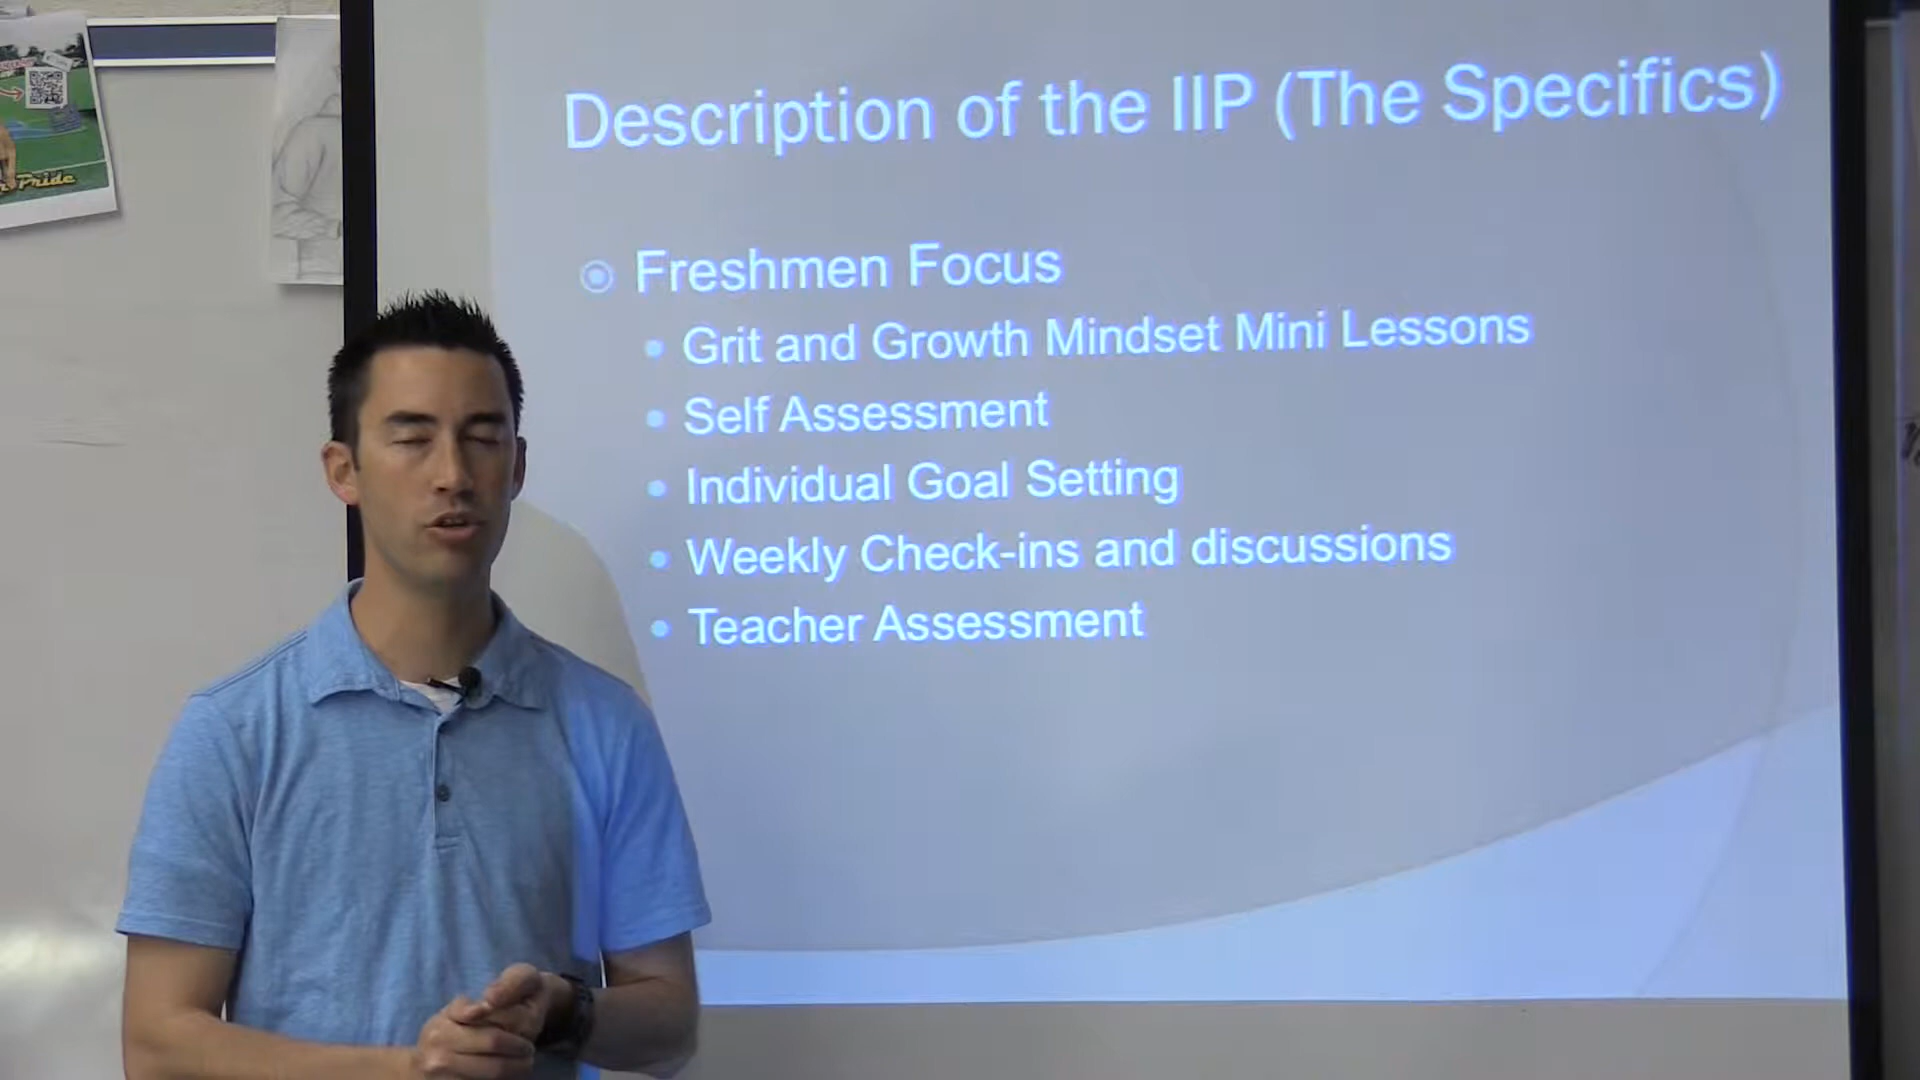 Description of the IIP (The Specifics)
Freshmen Focus
Grit and Growth Mindset Mini Lessons
Self Assessment
Individual Goal Setting
Weekly Check-ins and discussions
Teacher Assessment
Pride